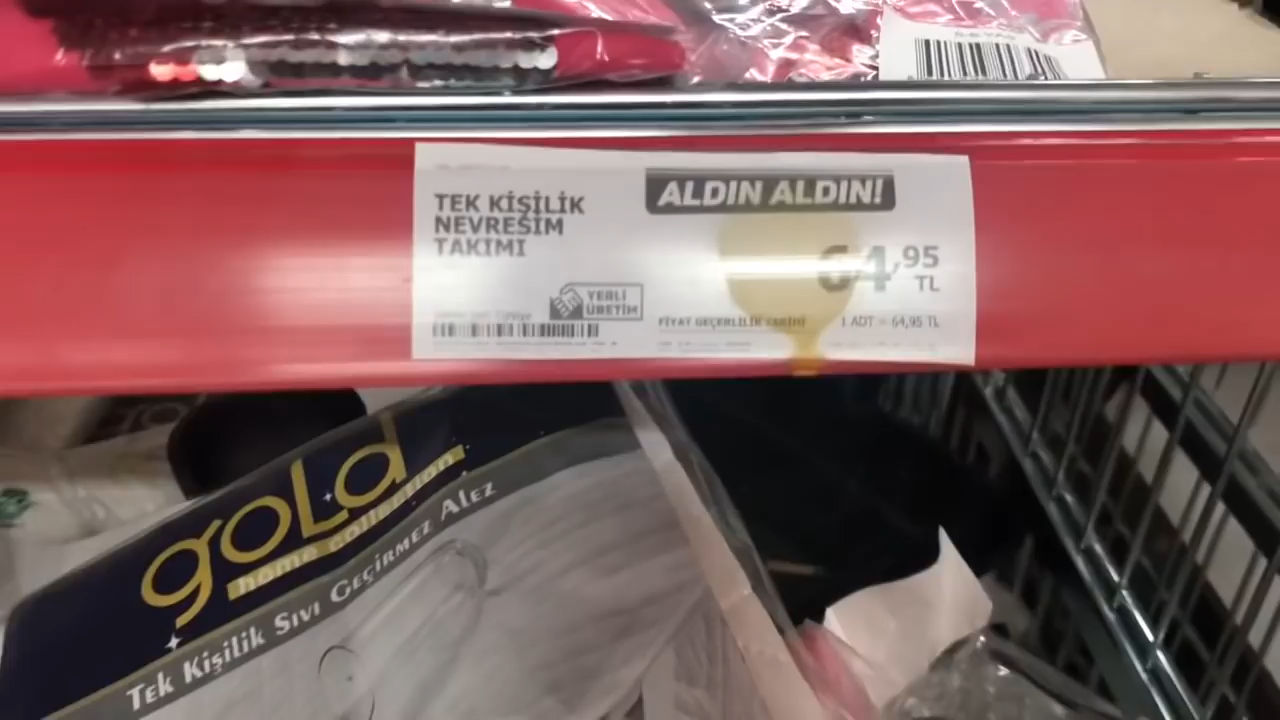 ALDIN ALDIN!
TEK KİŞİLİK
NEVRESİM
TAKIMI
64,95
TL
YERLİ
ÜRETİM
FİYAT GEÇERLİLİK TARİHİ
1 ADT = 64,95 TL
goLd
home collection
Tek Kişilik Sıvı Geçirmez Alez